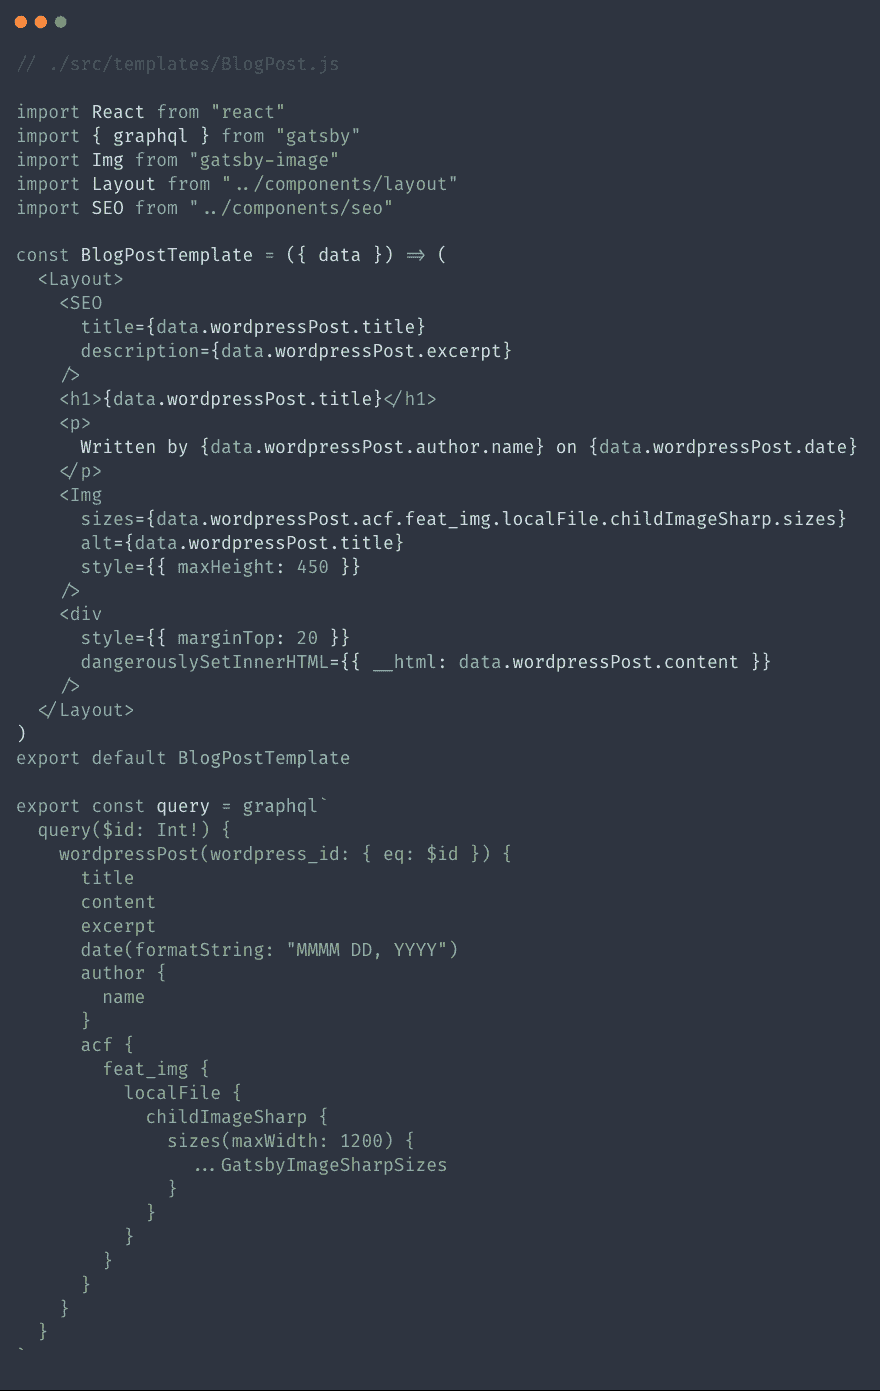 // ./src/templates/BlogPost.js

import React from "react"
import { graphql } from "gatsby"
import Img from "gatsby-image"
import Layout from "../components/layout"
import SEO from "../components/seo"

const BlogPostTemplate = ({ data }) => (
  <Layout>
    <SEO
      title={data.wordpressPost.title}
      description={data.wordpressPost.excerpt}
    />
    <h1>{data.wordpressPost.title}</h1>
    <p>
      Written by {data.wordpressPost.author.name} on {data.wordpressPost.date}
    </p>
    <Img
      sizes={data.wordpressPost.acf.feat_img.localFile.childImageSharp.sizes}
      alt={data.wordpressPost.title}
      style={{ maxHeight: 450 }}
    />
    <div
      style={{ marginTop: 20 }}
      dangerouslySetInnerHTML={{ __html: data.wordpressPost.content }}
    />
  </Layout>
)
export default BlogPostTemplate

export const query = graphql`
  query($id: Int!) {
    wordpressPost(wordpress_id: { eq: $id }) {
      title
      content
      excerpt
      date(formatString: "MMMM DD, YYYY")
      author {
        name
      }
      acf {
        feat_img {
          localFile {
            childImageSharp {
              sizes(maxWidth: 1200) {
                ...GatsbyImageSharpSizes
              }
            }
          }
        }
      }
    }
  }
`